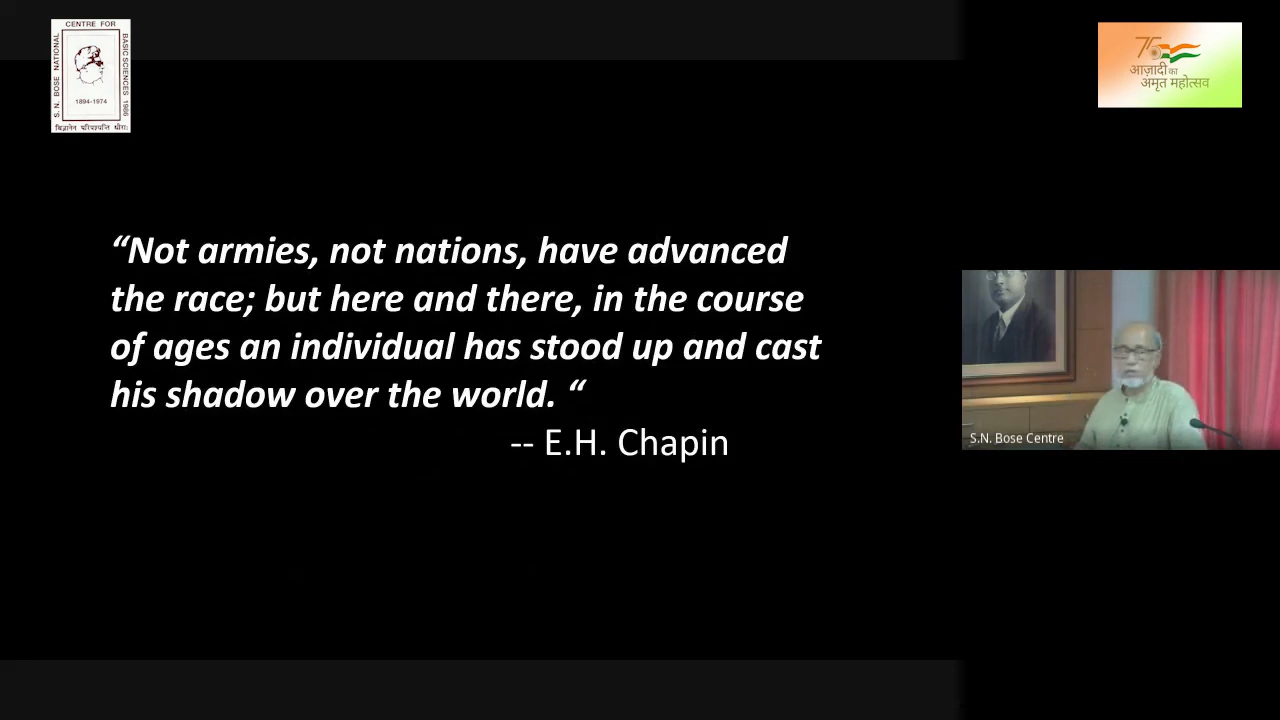 CENTRE FOR
S. N. BOSE NATIONAL
BASIC SCIENCES 1986
1894-1974
75
आज़ादी का
अमृत महोत्सव
“Not armies, not nations, have advanced
the race; but here and there, in the course
of ages an individual has stood up and cast
his shadow over the world. “
-- E.H. Chapin
S.N. Bose Centre